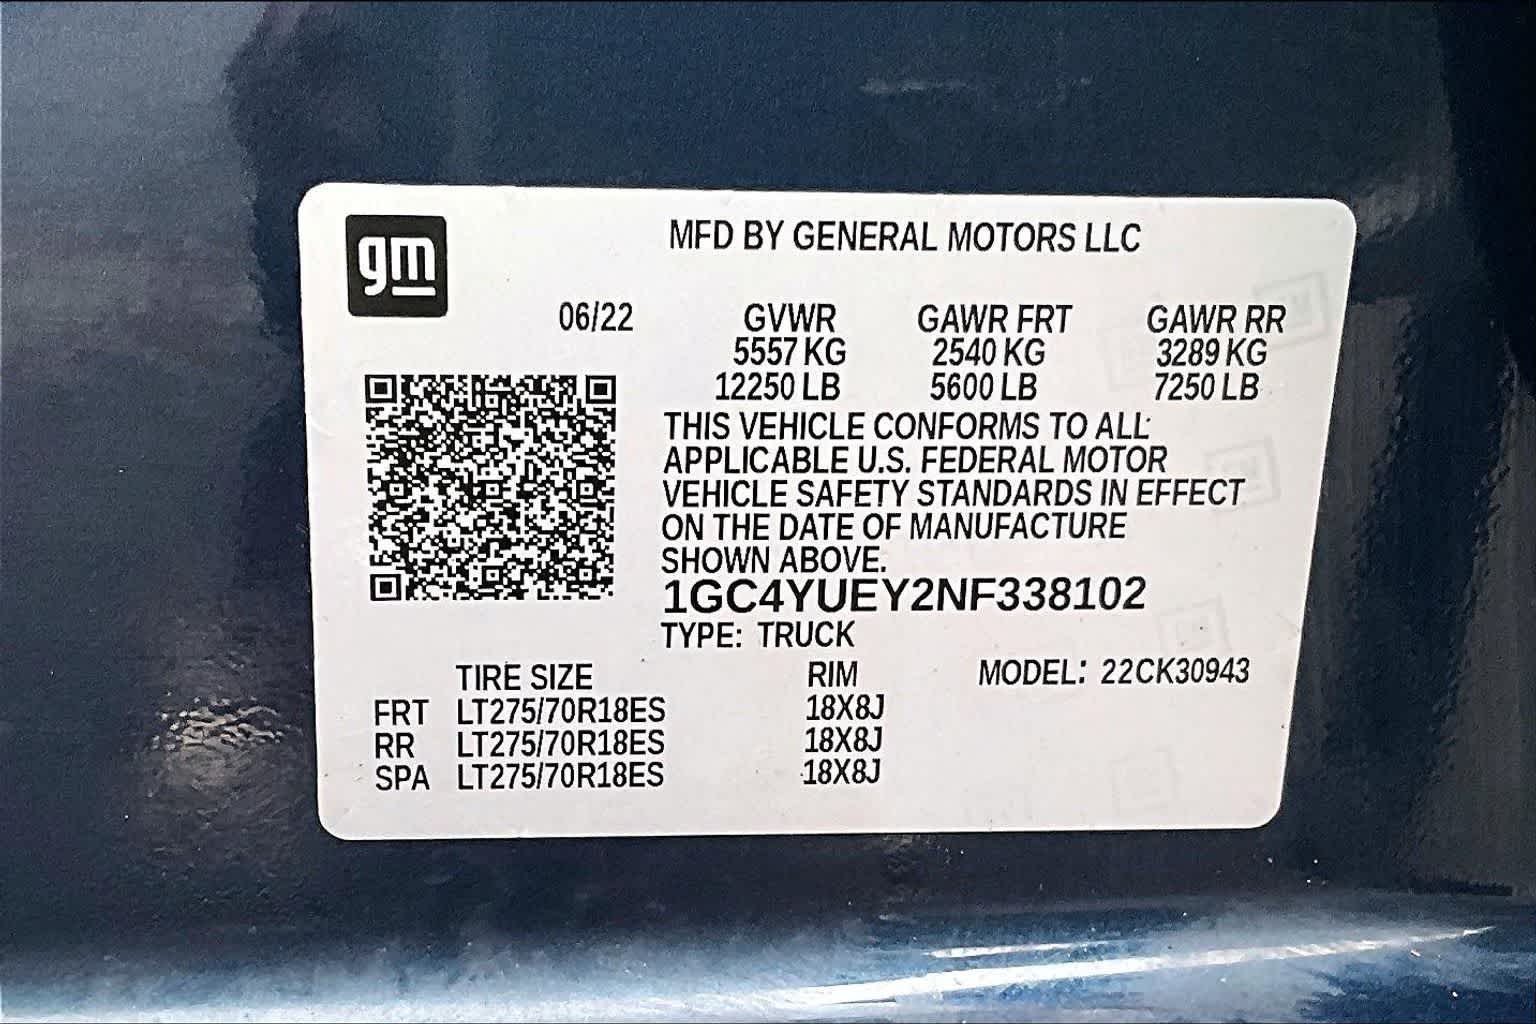 gm
MFD BY GENERAL MOTORS LLC
06/22 GVWR GAWR FRT GAWR RR
5557 KG 2540 KG 3289 KG
12250 LB 5600 LB 7250 LB
THIS VEHICLE CONFORMS TO ALL
APPLICABLE U.S. FEDERAL MOTOR
VEHICLE SAFETY STANDARDS IN EFFECT
ON THE DATE OF MANUFACTURE
SHOWN ABOVE.
1GC4YUEY2NF338102
TYPE: TRUCK
TIRE SIZE RIM MODEL: 22CK30943
FRT LT275/70R18ES 18X8J
RR LT275/70R18ES 18X8J
SPA LT275/70R18ES 18X8J